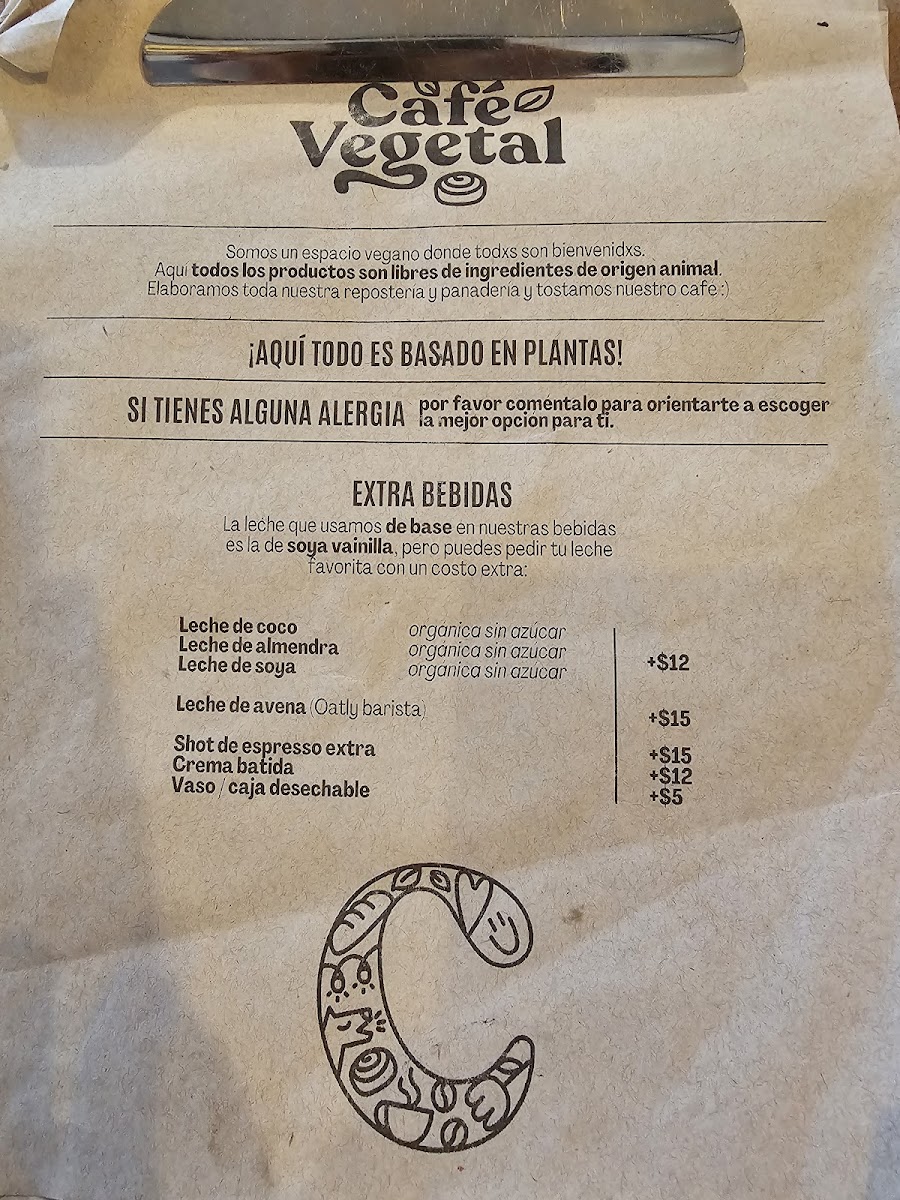 Café
Vegetal
Somos un espacio vegano donde todxs son bienvenidxs.
Aquí todos los productos son libres de ingredientes de origen animal.
Elaboramos toda nuestra repostería y panadería y tostamos nuestro café :)
¡AQUÍ TODO ES BASADO EN PLANTAS!
SI TIENES ALGUNA ALERGIA por favor coméntalo para orientarte a escoger
la mejor opción para ti.
EXTRA BEBIDAS
La leche que usamos de base en nuestras bebidas
es la de soya vainilla, pero puedes pedir tu leche
favorita con un costo extra:
Leche de coco orgánica sin azúcar
Leche de almendra orgánica sin azúcar
Leche de soya orgánica sin azúcar +$12
Leche de avena (Oatly barista) +$15
Shot de espresso extra +$15
Crema batida +$12
Vaso / caja desechable +$5